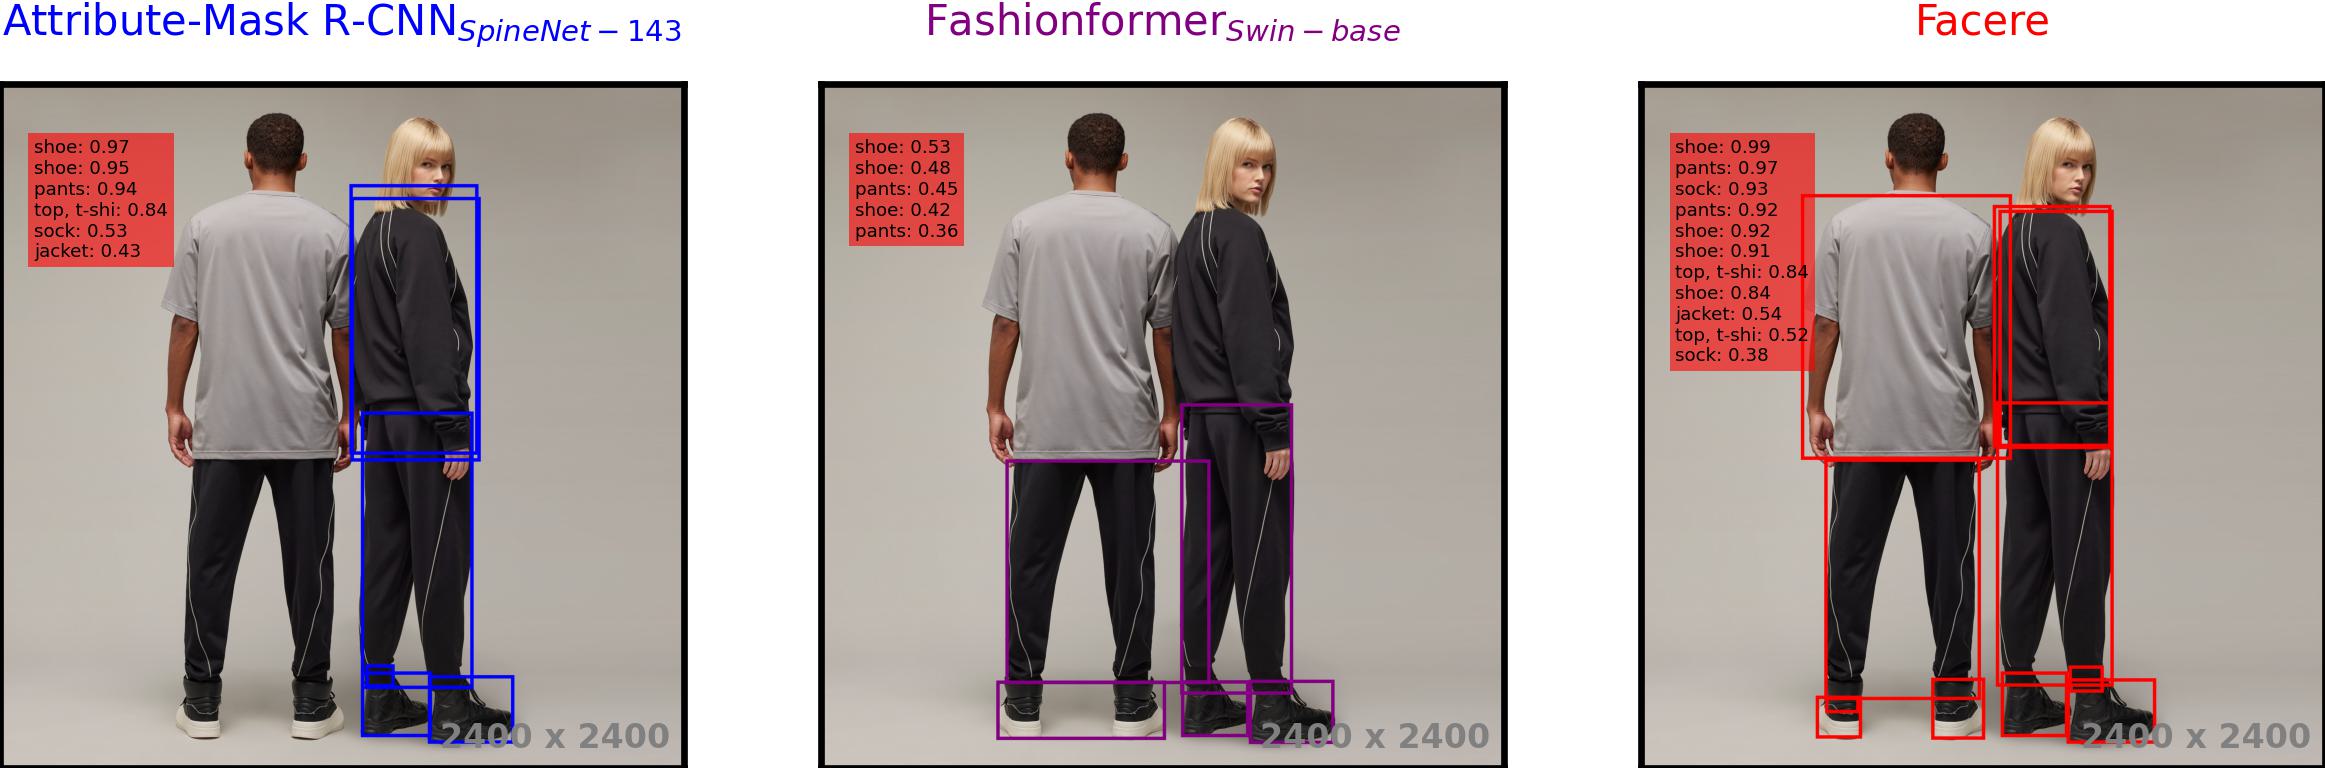 Attribute-Mask R-CNN SpineNet − 143
shoe: 0.97
shoe: 0.95
pants: 0.94
top, t-shi: 0.84
sock: 0.53
jacket: 0.43
2400 x 2400
Fashionformer Swin − base
shoe: 0.53
shoe: 0.48
pants: 0.45
shoe: 0.42
pants: 0.36
2400 x 2400
Facere
shoe: 0.99
pants: 0.97
sock: 0.93
pants: 0.92
shoe: 0.92
shoe: 0.91
top, t-shi: 0.84
shoe: 0.84
jacket: 0.54
top, t-shi: 0.52
sock: 0.38
2400 x 2400